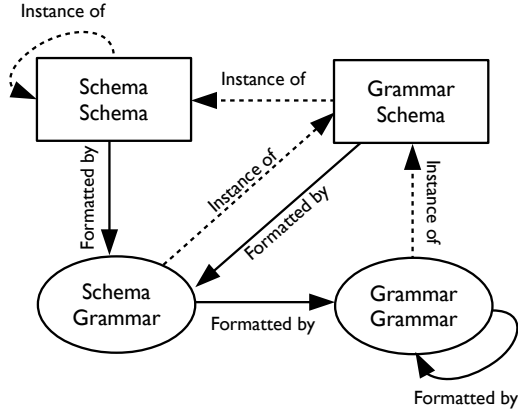 Instance of
Schema
Schema
Instance of
Grammar
Schema
Formatted by
Instance of
Formatted by
Instance of
Schema
Grammar
Formatted by
Grammar
Grammar
Formatted by